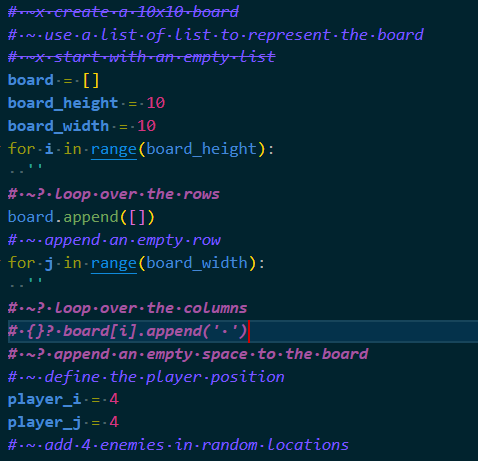 # ~x create a 10x10 board
# ~ use a list of list to represent the board
# ~x start with an empty list
board = []
board_height = 10
board_width = 10
for i in range(board_height):
  ''
# ~? loop over the rows
board.append([])
# ~ append an empty row
for j in range(board_width):
  ''
# ~? loop over the columns
# {}? board[i].append(' ')
# ~? append an empty space to the board
# ~ define the player position
player_i = 4
player_j = 4
# ~ add 4 enemies in random locations